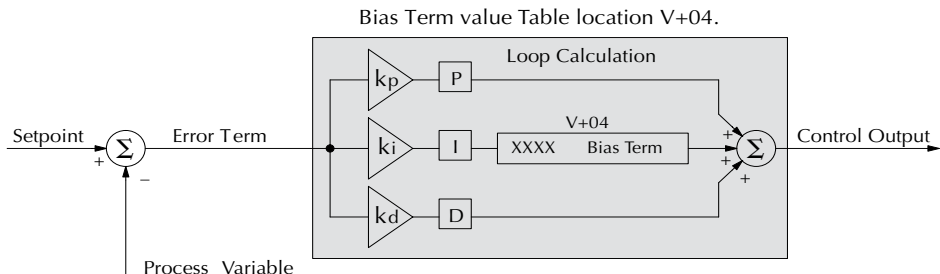 Bias Term value Table location V+04.
Loop Calculation
kp P
Setpoint + Σ − Error Term ki I V+04 XXXX Bias Term + + + Σ Control Output
kd D
Process Variable